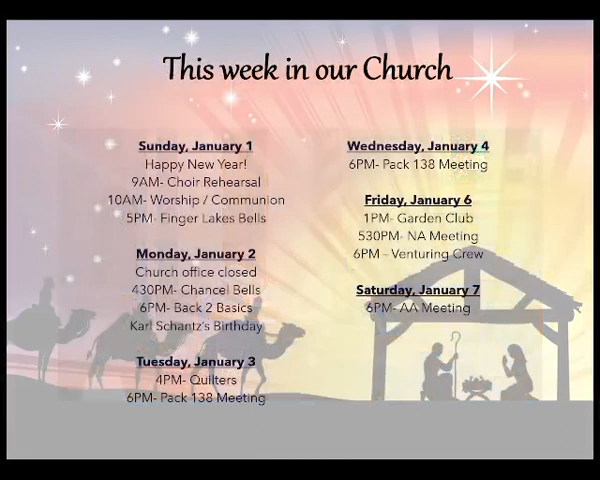 This week in our Church
Sunday, January 1
Happy New Year!
9AM- Choir Rehearsal
10AM- Worship / Communion
5PM- Finger Lakes Bells
Monday, January 2
Church office closed
430PM- Chancel Bells
6PM- Back 2 Basics
Karl Schantz's Birthday
Tuesday, January 3
4PM- Quilters
6PM- Pack 138 Meeting
Wednesday, January 4
6PM- Pack 138 Meeting
Friday, January 6
1PM- Garden Club
530PM- NA Meeting
6PM - Venturing Crew
Saturday, January 7
6PM- AA Meeting